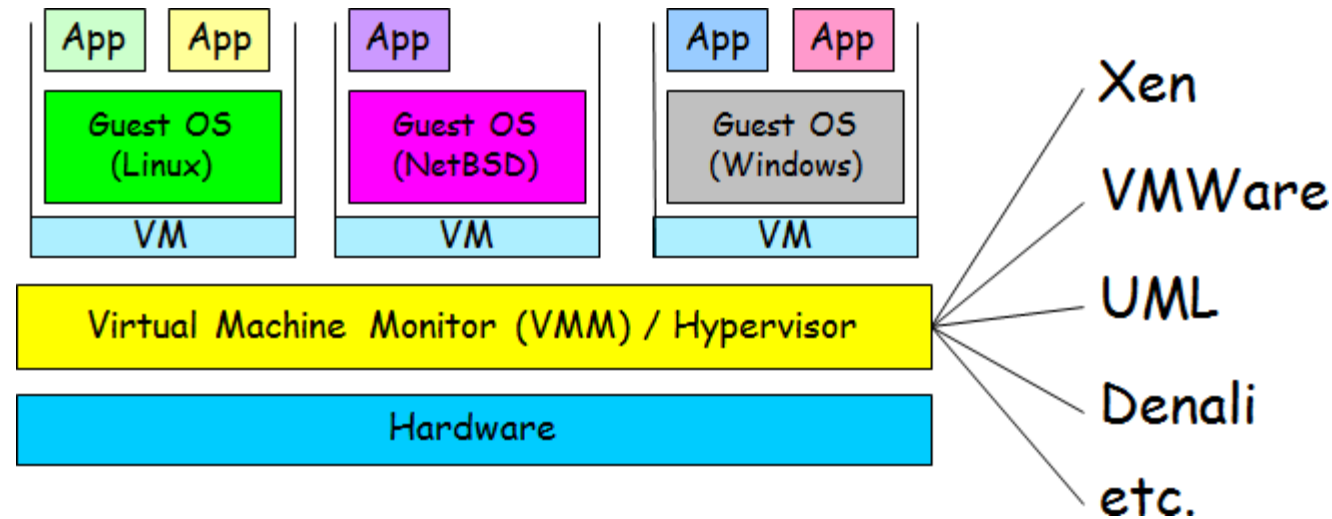 App App
Guest OS
(Linux)
VM
App
Guest OS
(NetBSD)
VM
App App
Guest OS
(Windows)
VM
Virtual Machine Monitor (VMM) / Hypervisor
Hardware
Xen
VMWare
UML
Denali
etc.